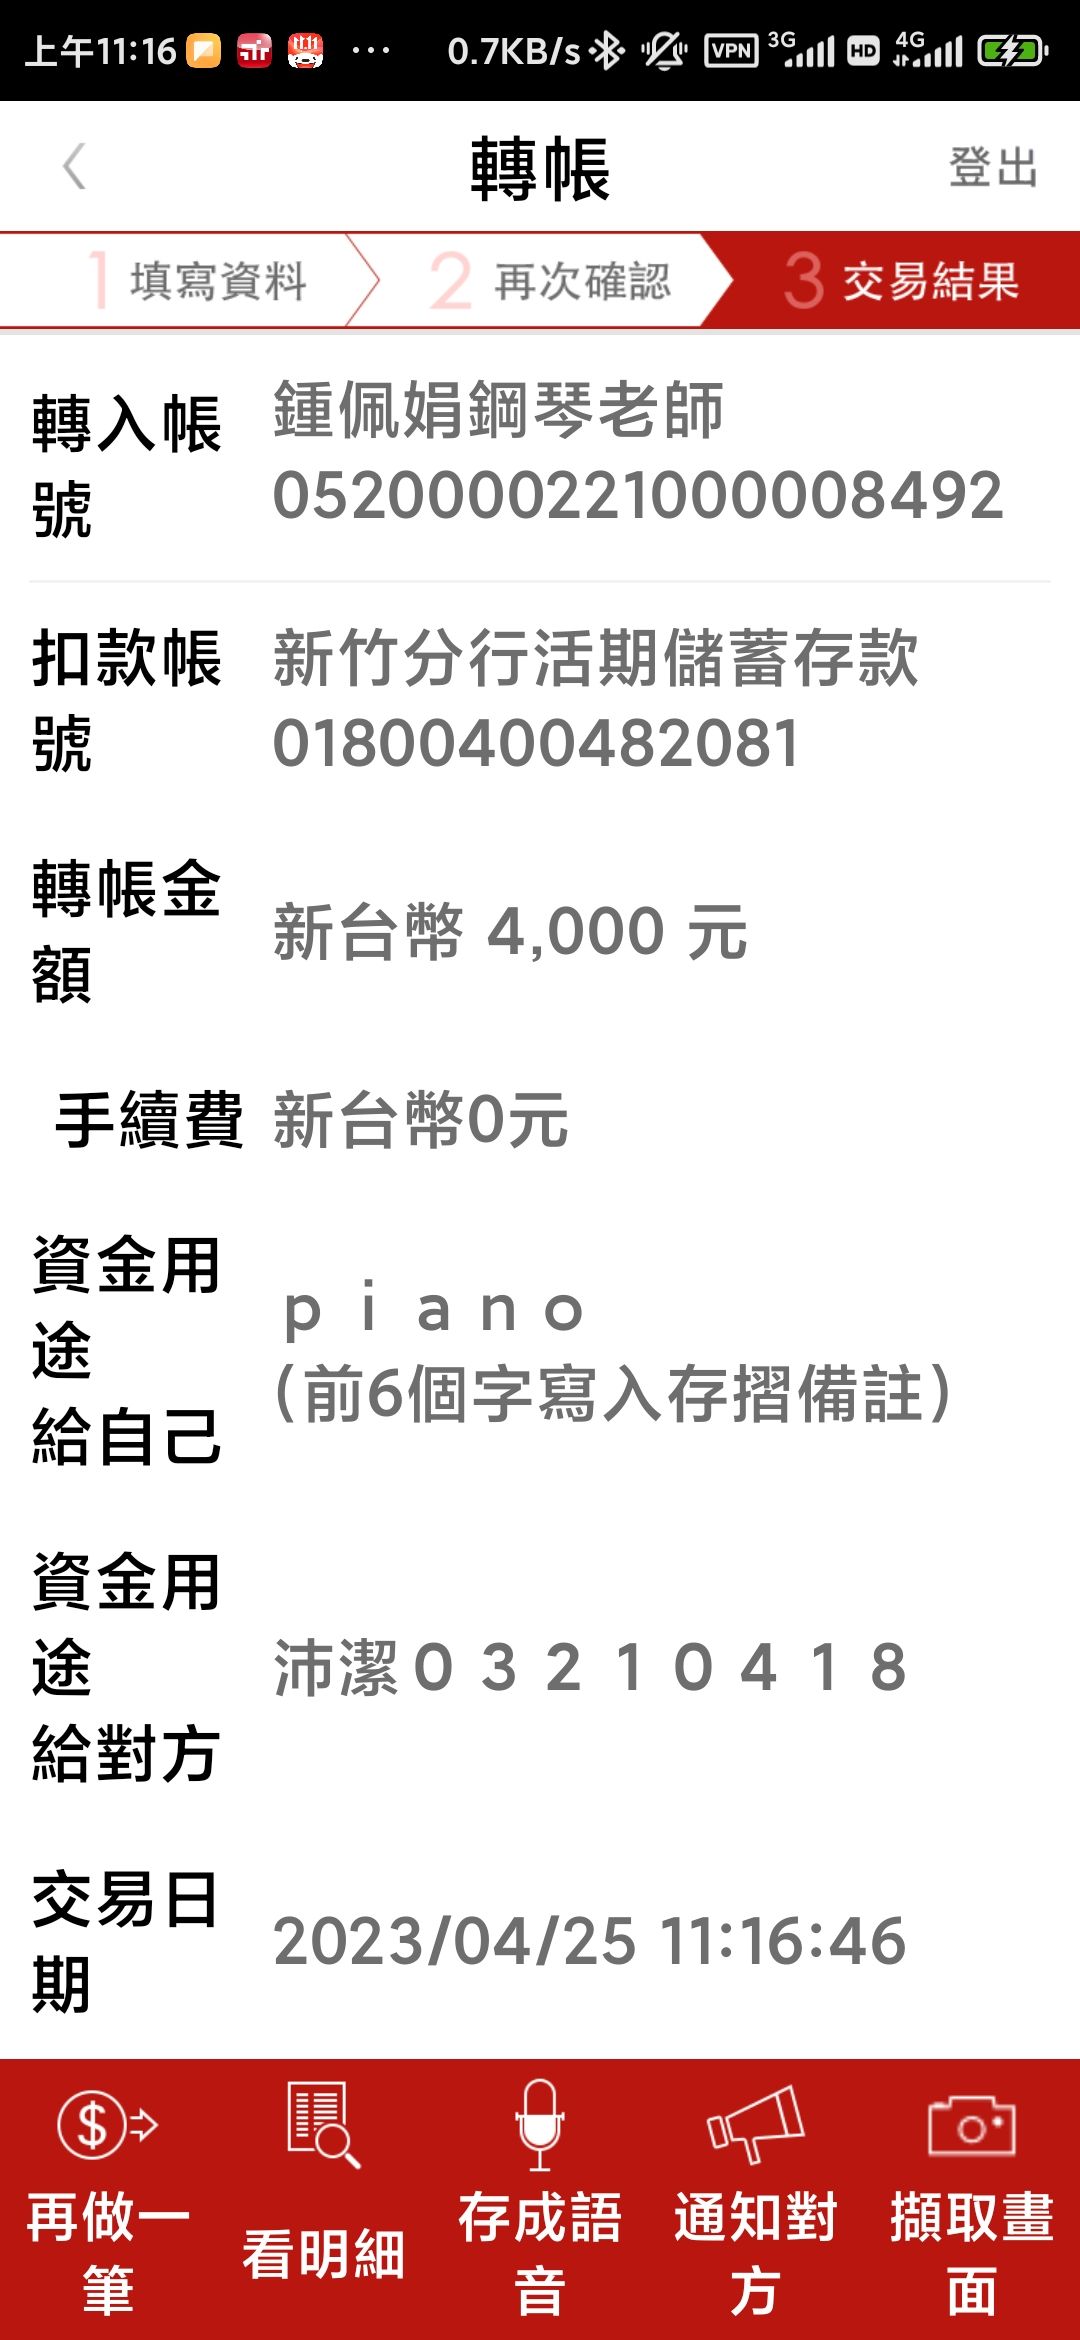 上午11:16 ... 0.7KB/s VPN 3G HD 4G
轉帳 登出
1 填寫資料 2 再次確認 3 交易結果
轉入帳號
鍾佩娟鋼琴老師
0520000221000008492
扣款帳號
新竹分行活期儲蓄存款
01800400482081
轉帳金額
新台幣 4,000 元
手續費 新台幣0元
資金用途
給自己
ｐｉａｎｏ
(前6個字寫入存摺備註)
資金用途
給對方
沛潔０３２１０４１８
交易日期
2023/04/25 11:16:46
再做一筆
看明細
存成語音
通知對方
擷取畫面